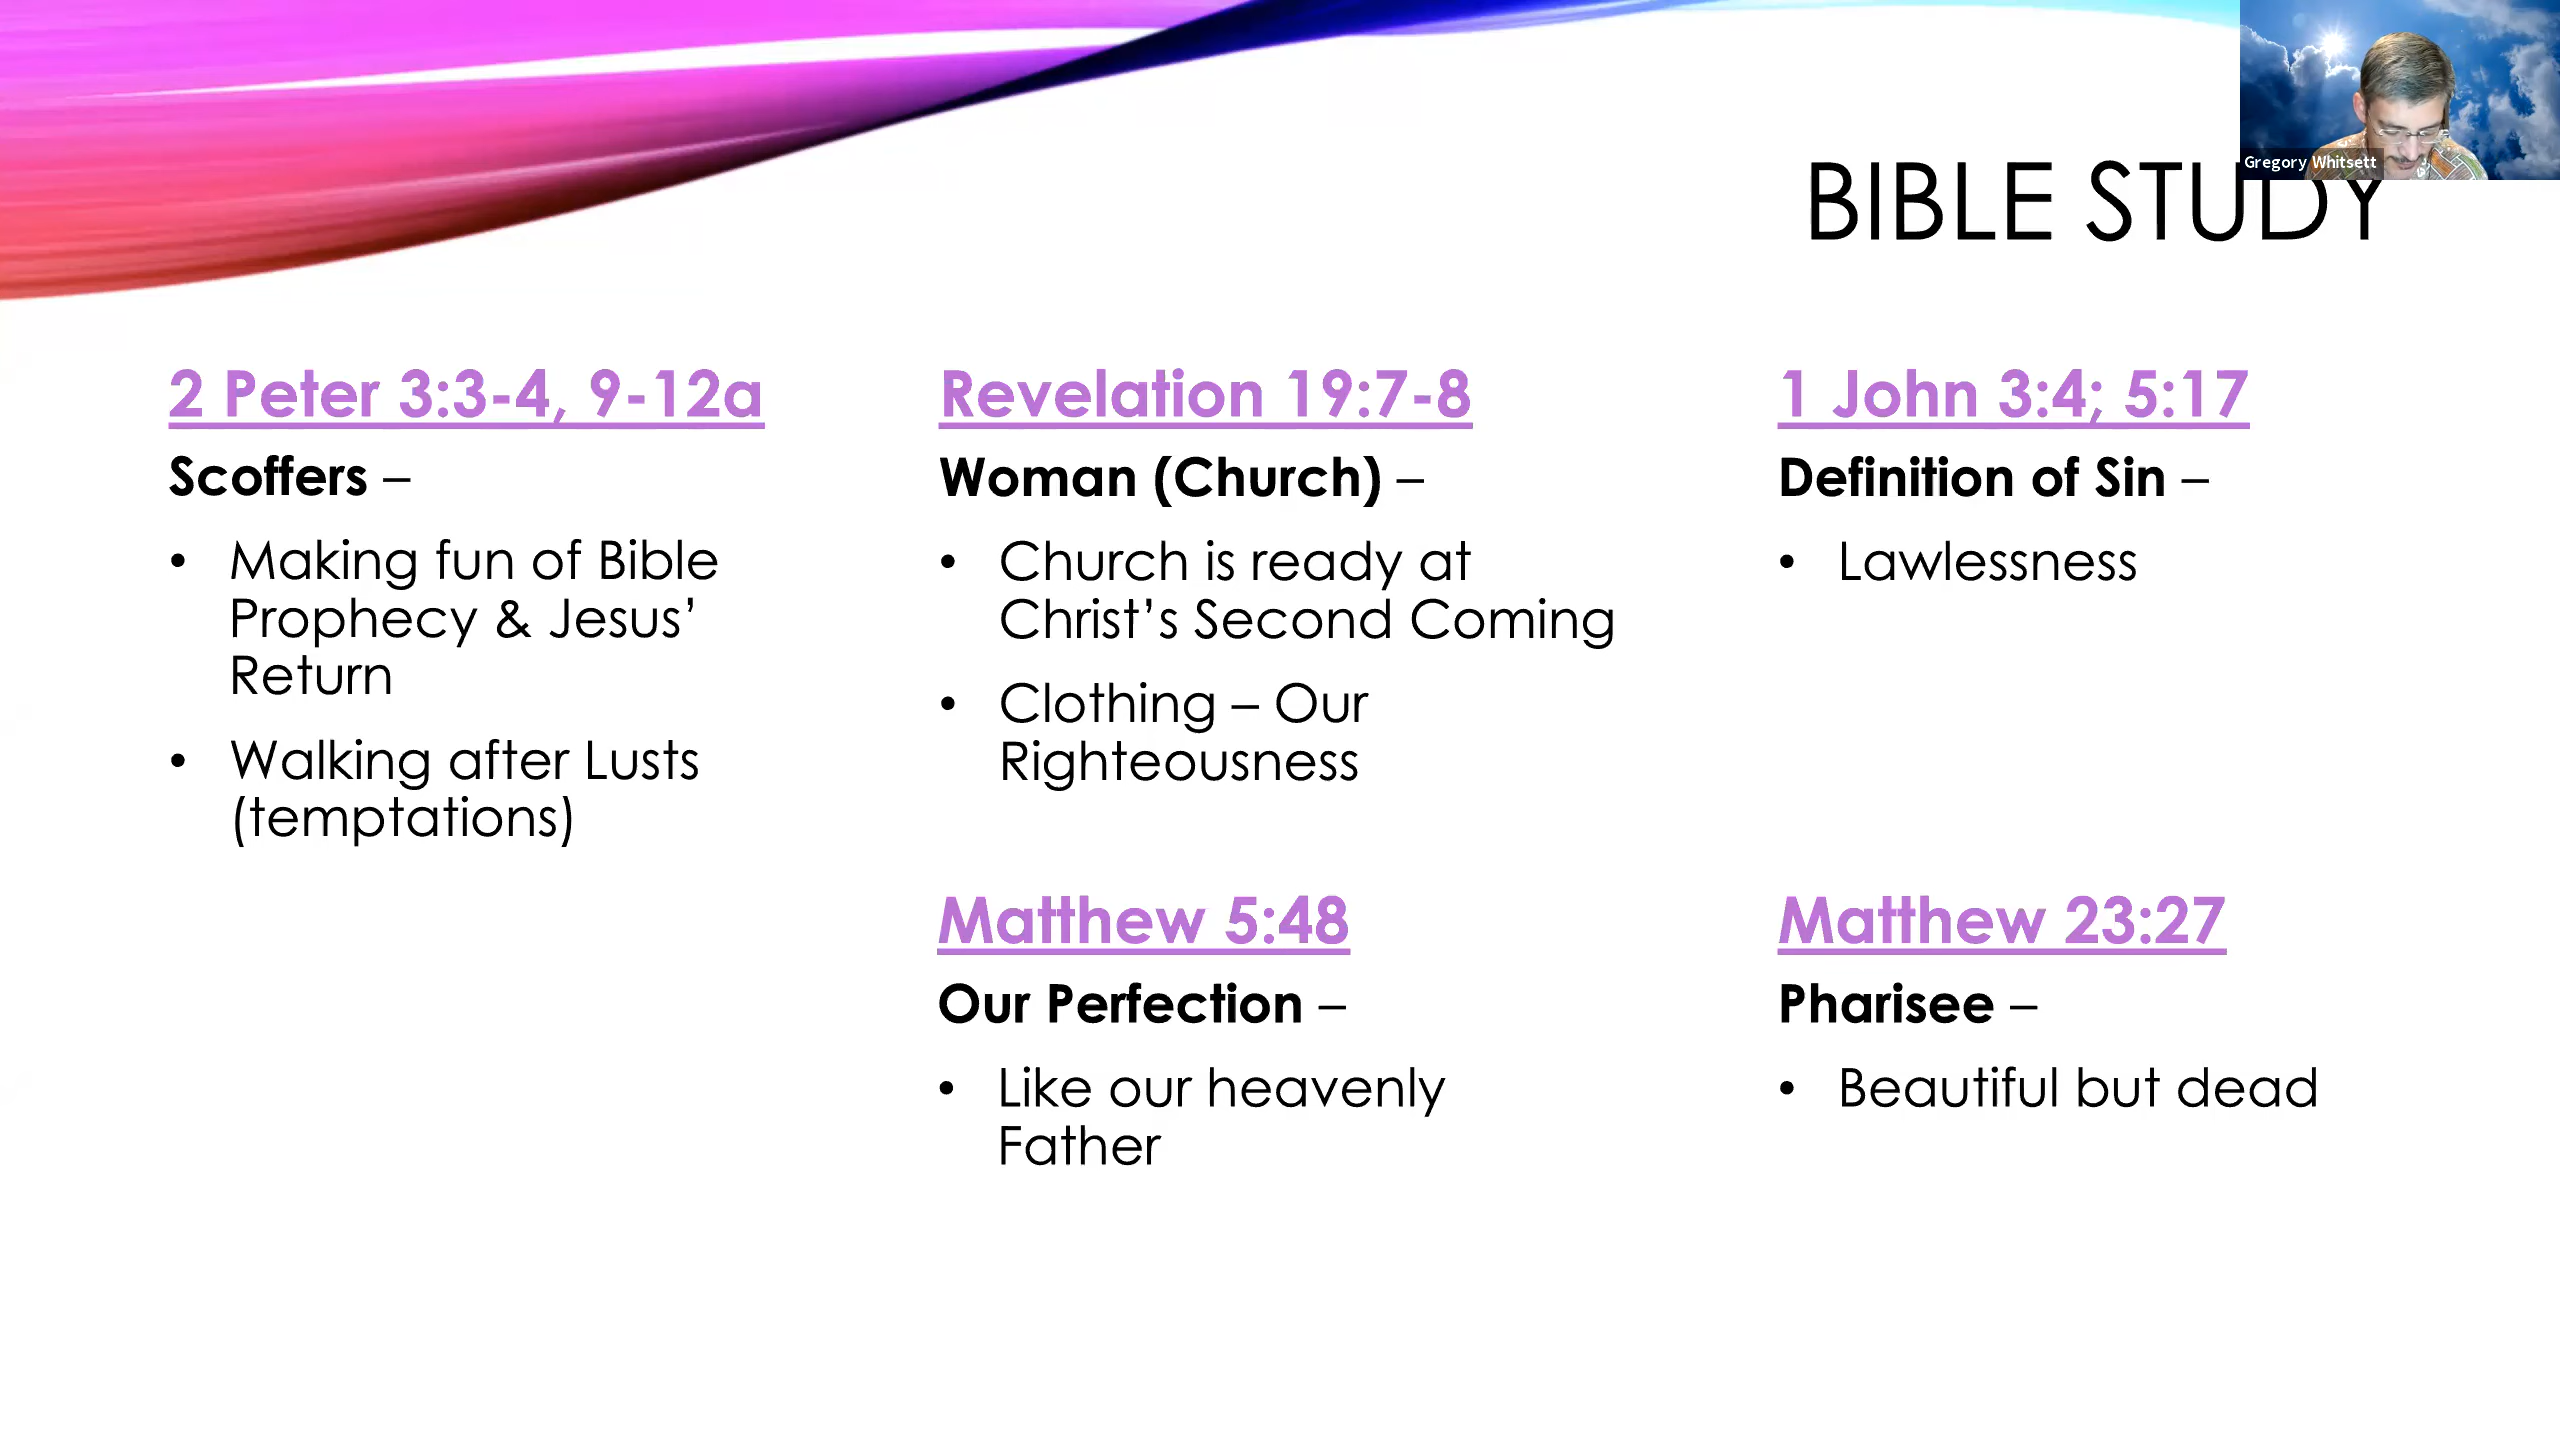 Gregory Whitsett
BIBLE STUDY
2 Peter 3:3-4, 9-12a
Scoffers –
• Making fun of Bible
Prophecy & Jesus’
Return
• Walking after Lusts
(temptations)
Revelation 19:7-8
Woman (Church) –
• Church is ready at
Christ’s Second Coming
• Clothing – Our
Righteousness
Matthew 5:48
Our Perfection –
• Like our heavenly
Father
1 John 3:4; 5:17
Definition of Sin –
• Lawlessness
Matthew 23:27
Pharisee –
• Beautiful but dead